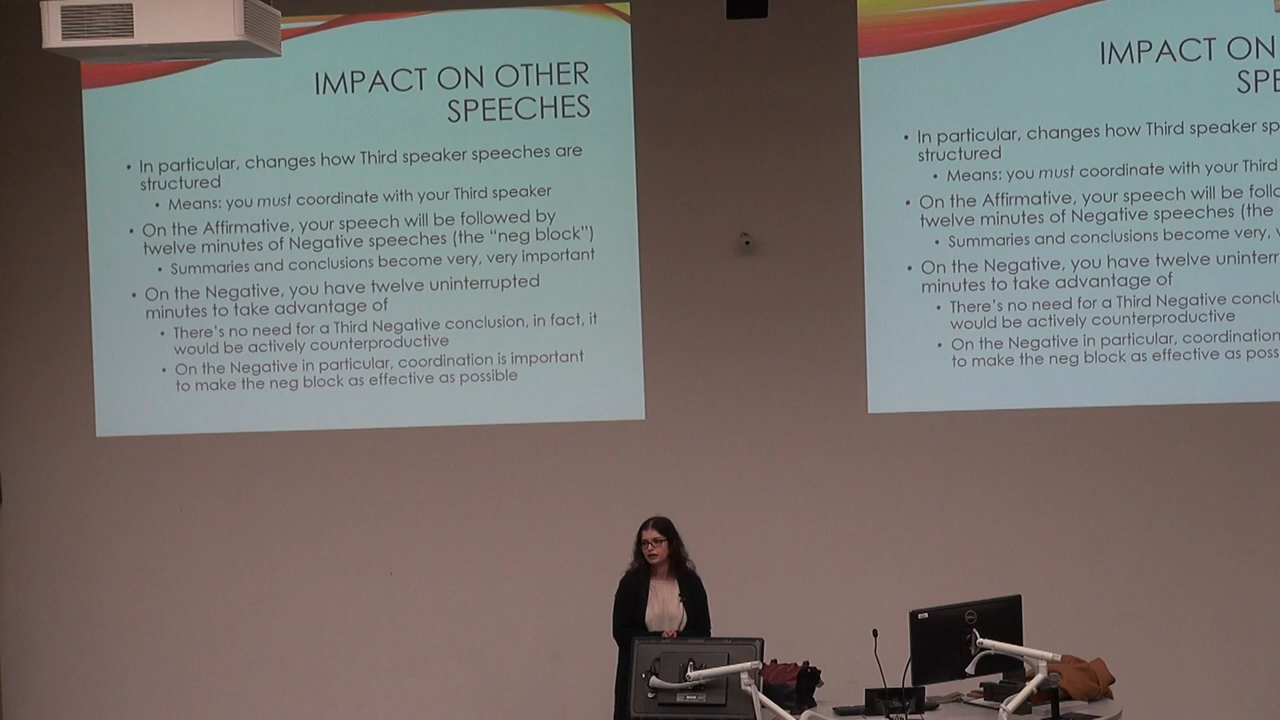 IMPACT ON OTHER
SPEECHES
• In particular, changes how Third speaker speeches are
structured
• Means: you must coordinate with your Third speaker
• On the Affirmative, your speech will be followed by
twelve minutes of Negative speeches (the “neg block”)
• Summaries and conclusions become very, very important
• On the Negative, you have twelve uninterrupted
minutes to take advantage of
• There’s no need for a Third Negative conclusion, in fact, it
would be actively counterproductive
• On the Negative in particular, coordination is important
to make the neg block as effective as possible
IMPACT ON
SPE
• In particular, changes how Third speaker sp
structured
• Means: you must coordinate with your Third
• On the Affirmative, your speech will be follo
twelve minutes of Negative speeches (the
• Summaries and conclusions become very, v
• On the Negative, you have twelve uninterr
minutes to take advantage of
• There’s no need for a Third Negative conclu
would be actively counterproductive
• On the Negative in particular, coordination
to make the neg block as effective as poss
DELL